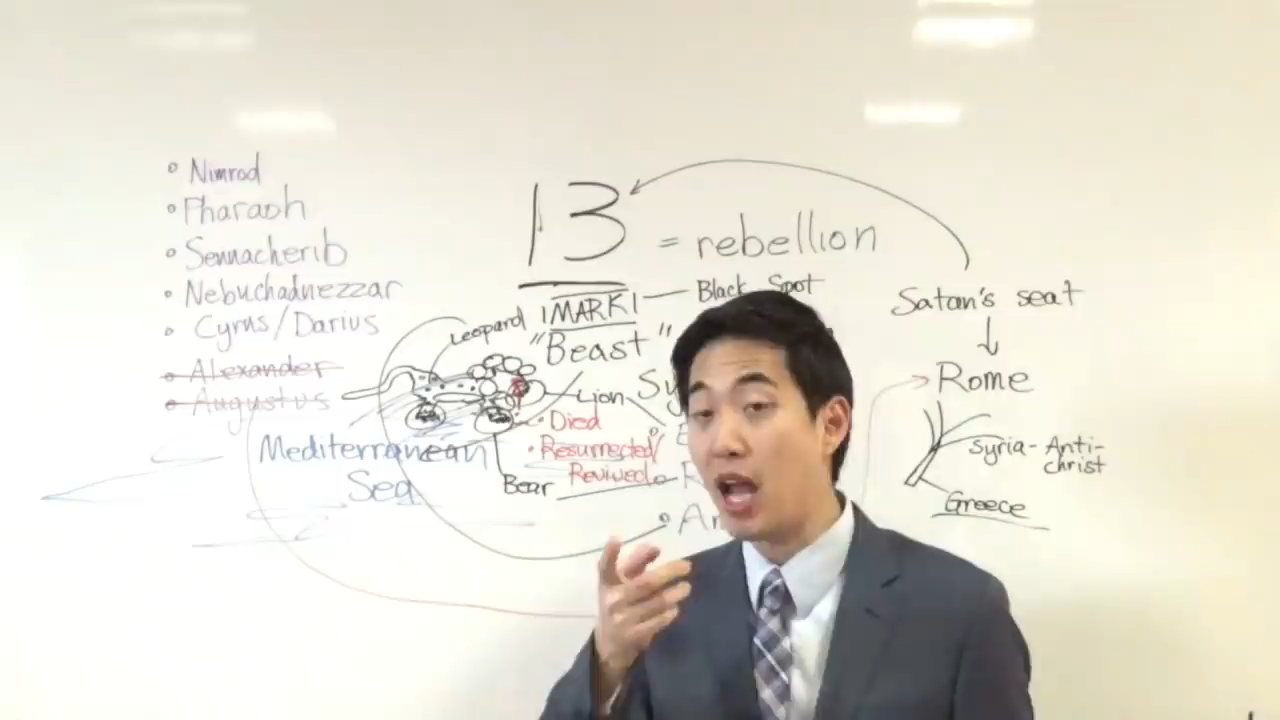 • Nimrod
• Pharaoh
• Sennacherib
• Nebuchadnezzar
• Cyrus/Darius
• Alexander
• Augustus
13
= rebellion
MARK
Black Spot
"Beast"
Leopard
Lion
• Died
• Resurrected/
Revived
Bear
Mediterranean
Sea
Satan's seat
Rome
Syria - Anti-
christ
Greece